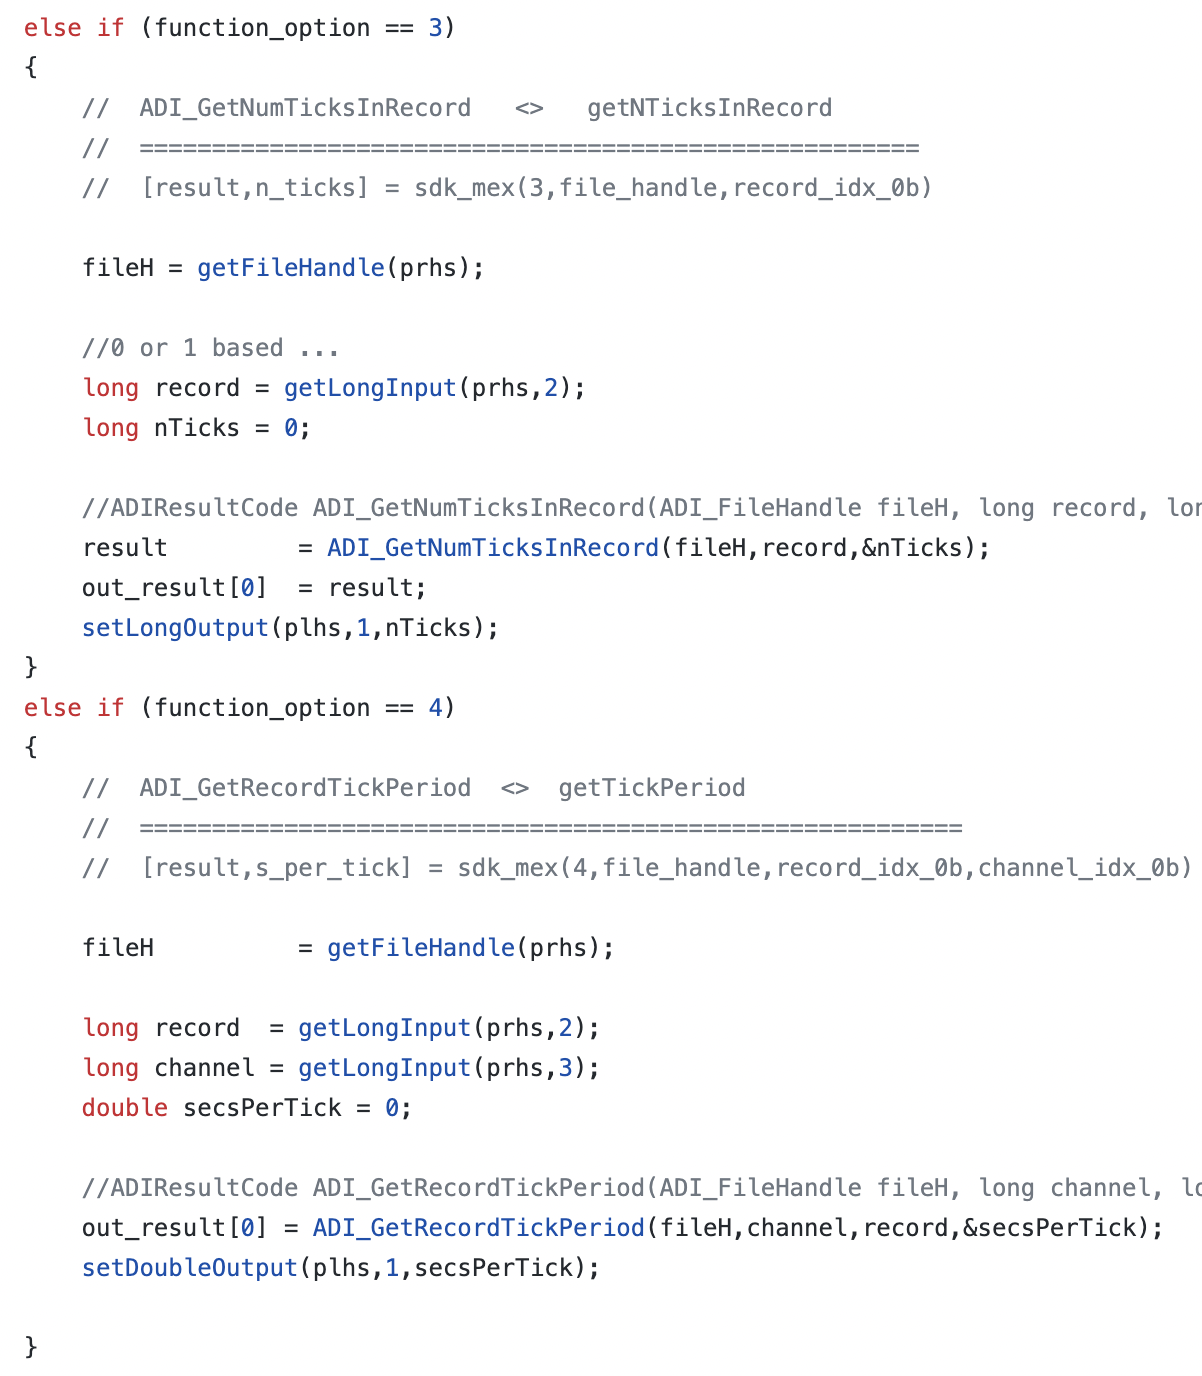 else if (function_option == 3)
{
    //  ADI_GetNumTicksInRecord   <>   getNTicksInRecord
    //  ======================================================
    //  [result,n_ticks] = sdk_mex(3,file_handle,record_idx_0b)

    fileH = getFileHandle(prhs);

    //0 or 1 based ...
    long record = getLongInput(prhs,2);
    long nTicks = 0;

    //ADIResultCode ADI_GetNumTicksInRecord(ADI_FileHandle fileH, long record,
    result         = ADI_GetNumTicksInRecord(fileH,record,&nTicks);
    out_result[0]  = result;
    setLongOutput(plhs,1,nTicks);
}
else if (function_option == 4)
{
    //  ADI_GetRecordTickPeriod  <>  getTickPeriod
    //  =========================================================
    //  [result,s_per_tick] = sdk_mex(4,file_handle,record_idx_0b,channel_idx_0b)

    fileH          = getFileHandle(prhs);

    long record  = getLongInput(prhs,2);
    long channel = getLongInput(prhs,3);
    double secsPerTick = 0;

    //ADIResultCode ADI_GetRecordTickPeriod(ADI_FileHandle fileH, long channel,
    out_result[0] = ADI_GetRecordTickPeriod(fileH,channel,record,&secsPerTick);
    setDoubleOutput(plhs,1,secsPerTick);

}